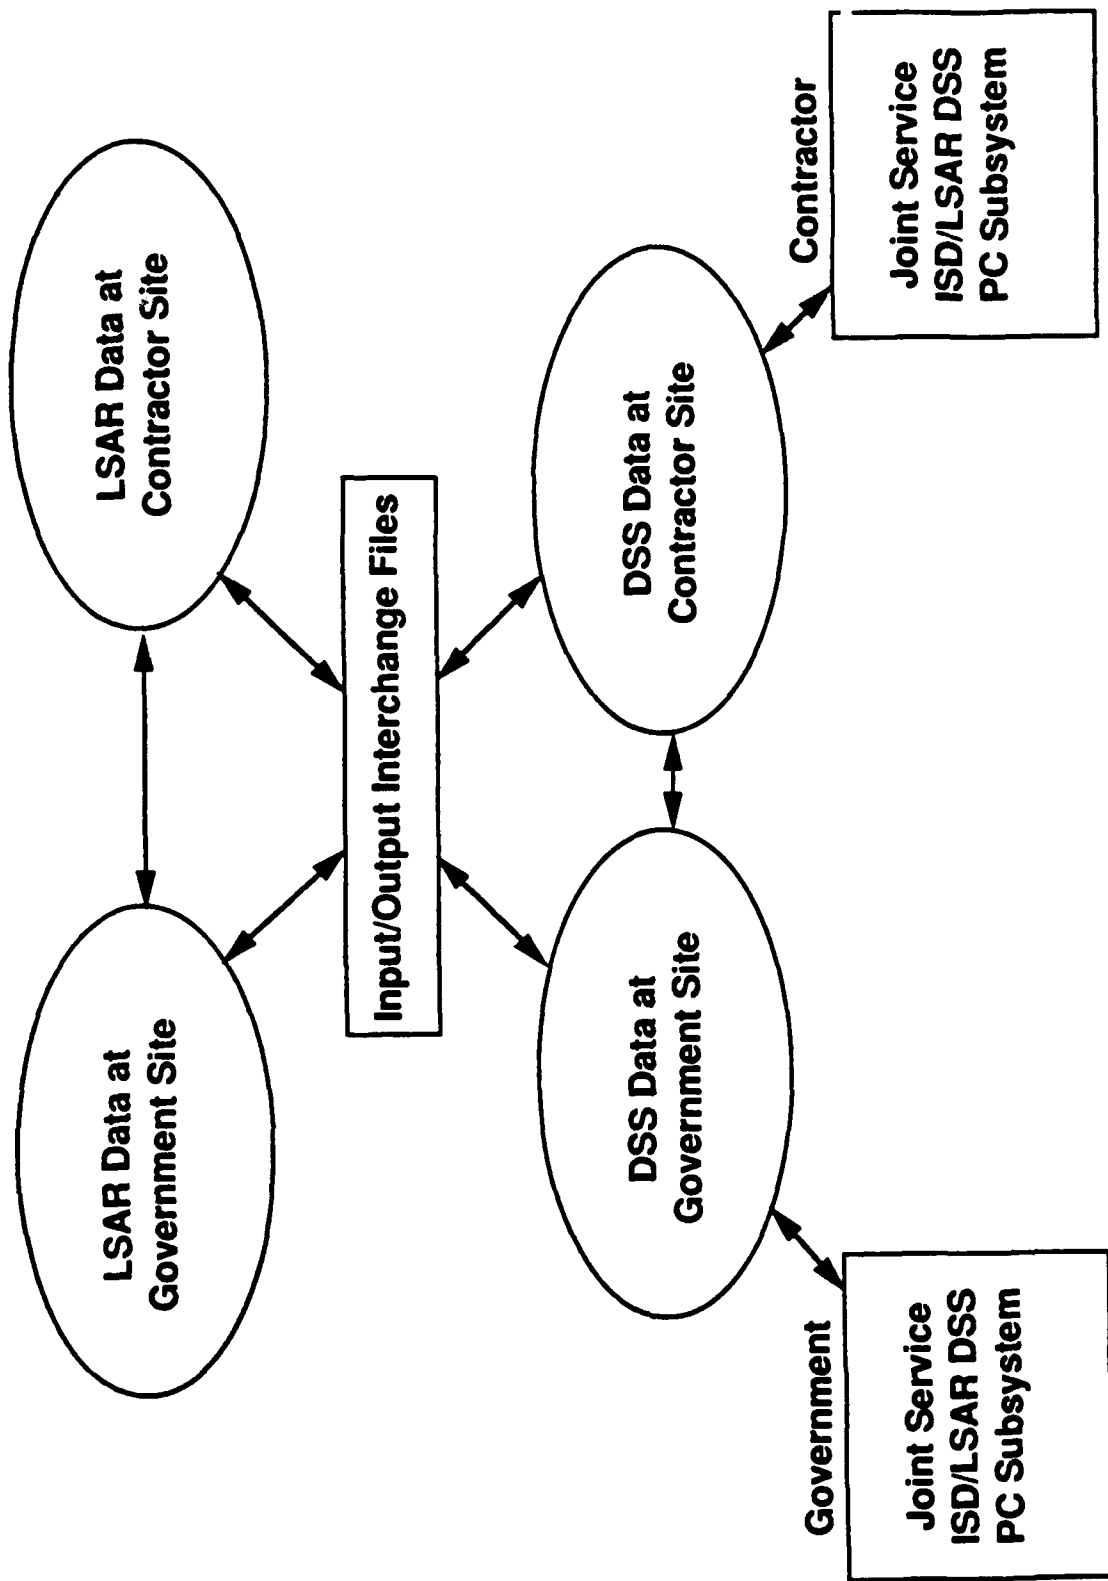 LSAR Data at
Government Site
LSAR Data at
Contractor Site
Input/Output Interchange Files
DSS Data at
Government Site
DSS Data at
Contractor Site
Government
Joint Service
ISD/LSAR DSS
PC Subsystem
Contractor
Joint Service
ISD/LSAR DSS
PC Subsystem